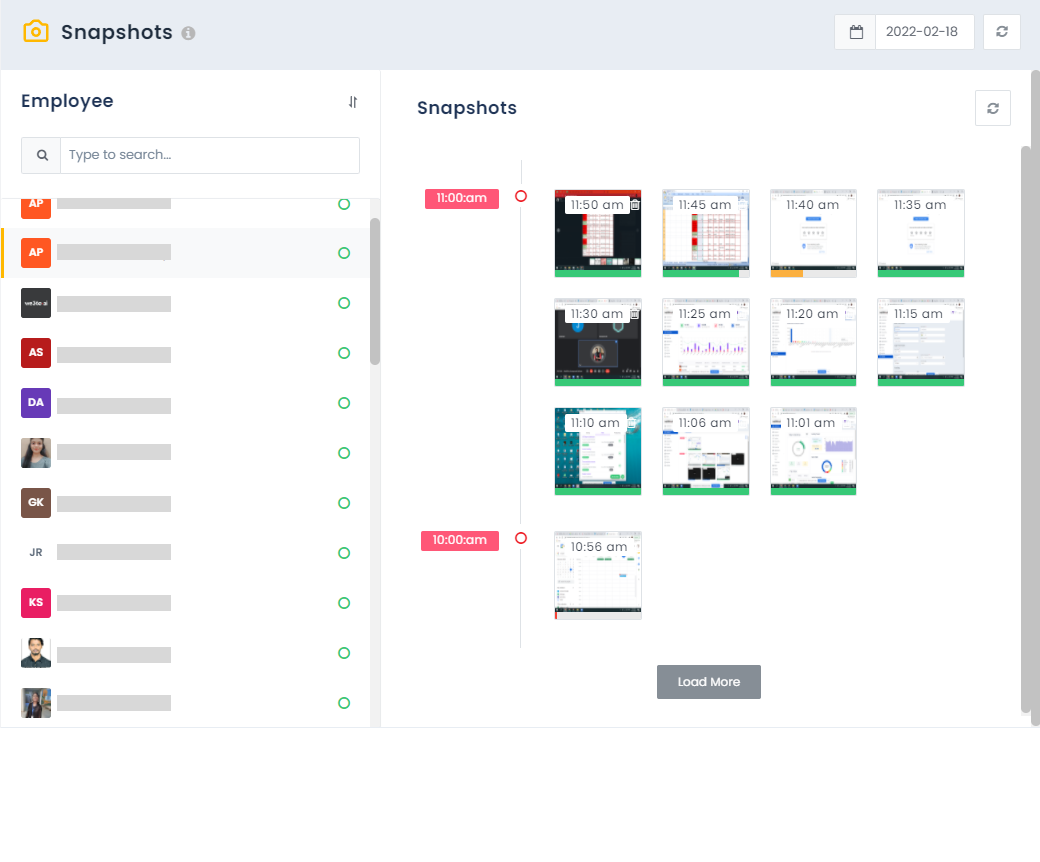 Snapshots
2022-02-18
Employee
Type to search...
AP
AP
we360 ai
AS
DA
GK
JR
KS
Snapshots
11:00:am
11:50 am
11:45 am
11:40 am
11:35 am
11:30 am
11:25 am
11:20 am
11:15 am
11:10 am
11:06 am
11:01 am
10:00:am
10:56 am
Load More